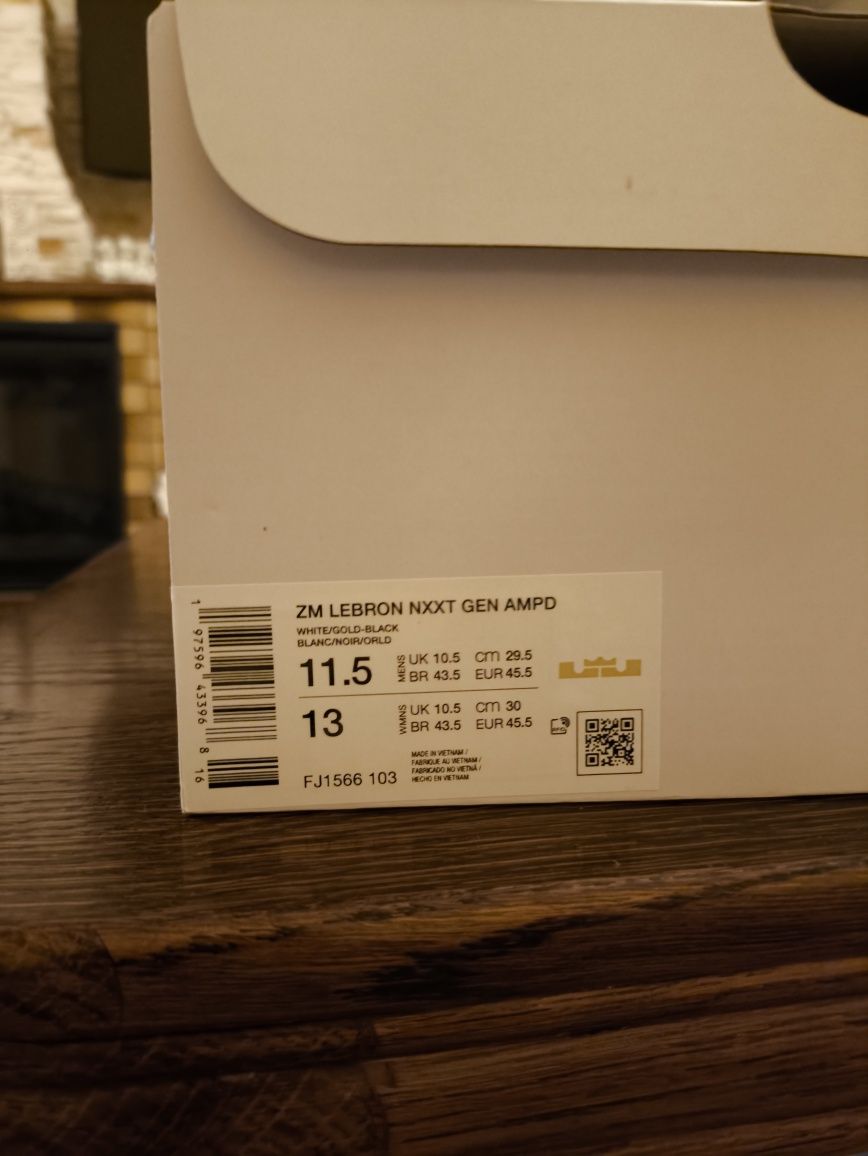 ZM LEBRON NXXT GEN AMPD
WHITE/GOLD-BLACK
BLANC/NOIR/ORLD
11.5 MENS UK 10.5 cm 29.5
BR 43.5 EUR 45.5
13 WMNS UK 10.5 cm 30
BR 43.5 EUR 45.5
FJ1566 103
MADE IN VIETNAM /
FABRIQUE AU VIETNAM /
FABRICADO NO VIETNÃ /
HECHO EN VIETNAM
1 97596 43396 8 16
RFID